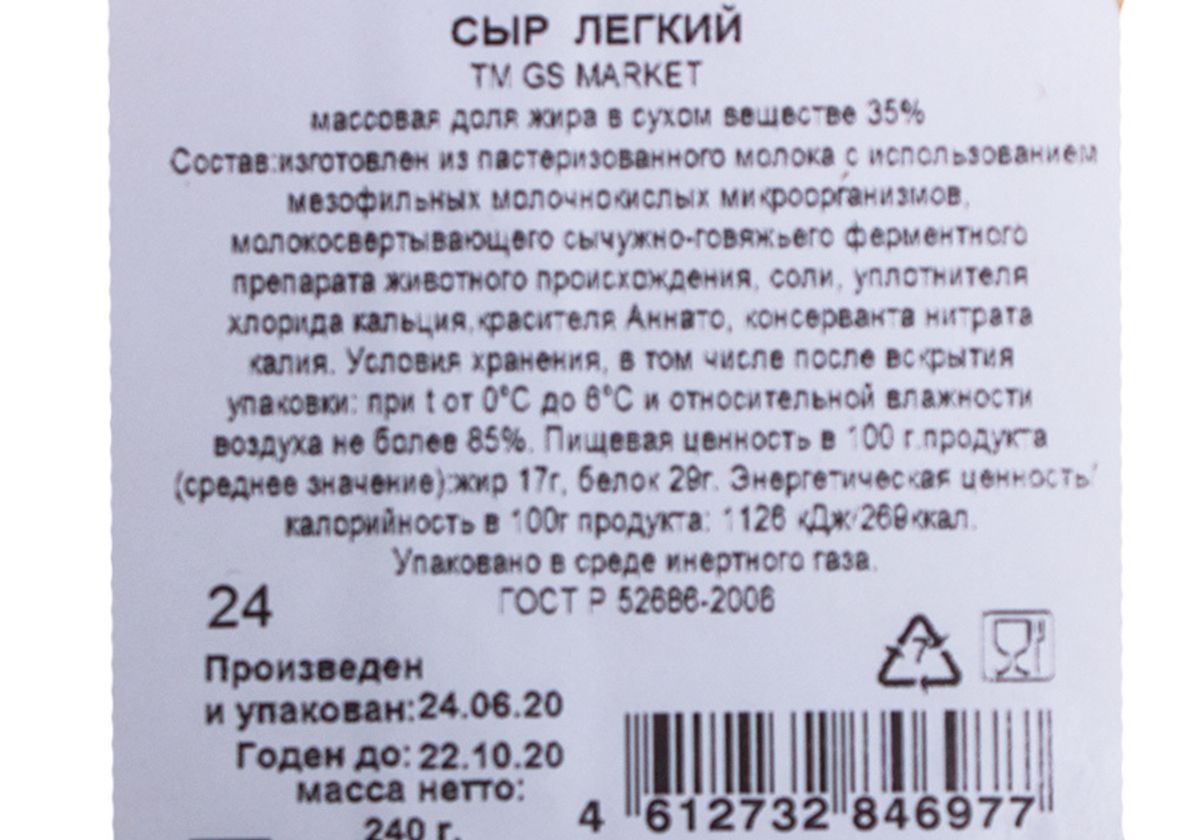 СЫР ЛЕГКИЙ
TM GS MARKET
массовая доля жира в сухом веществе 35%
Состав:изготовлен из пастеризованного молока с использованием
мезофильных молочнокислых микроорганизмов,
молокосвертывающего сычужно-говяжьего ферментного
препарата животного происхождения, соли, уплотнителя
хлорида кальция,красителя Аннато, консерванта нитрата
калия. Условия хранения, в том числе после вскрытия
упаковки: при t от 0°С до 6°С и относительной влажности
воздуха не более 85%. Пищевая ценность в 100 г.продукта
(среднее значение):жир 17г, белок 29г. Энергетическая ценность/
калорийность в 100г продукта: 1126 кДж/269ккал.
Упаковано в среде инертного газа.
ГОСТ Р 52686-2006
24
7
Произведен
и упакован:24.06.20
Годен до: 22.10.20
масса нетто:
240 г.
4 612732 846977